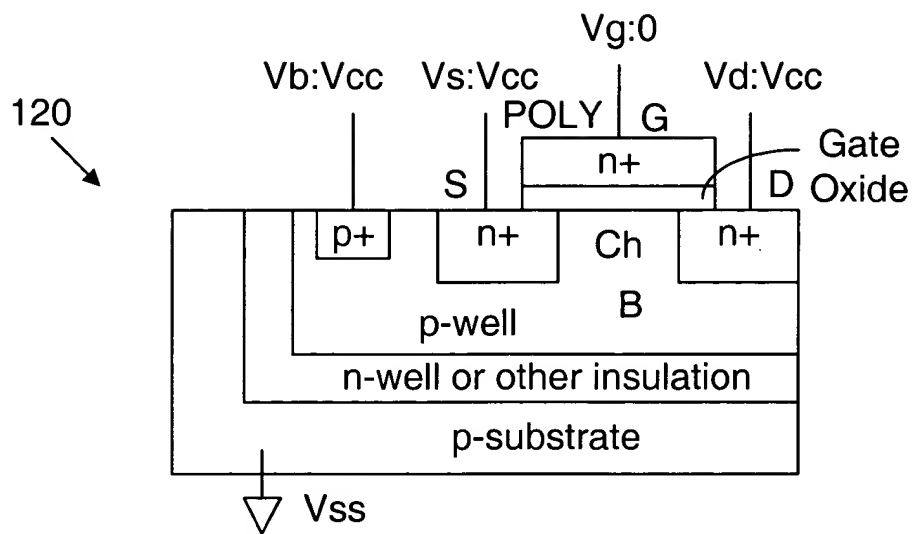 Vg:0
Vb:Vcc
Vs:Vcc
Vd:Vcc
120
POLY
G
Gate
Oxide
n+
S
D
p+
n+
Ch
n+
B
p-well
n-well or other insulation
p-substrate
Vss